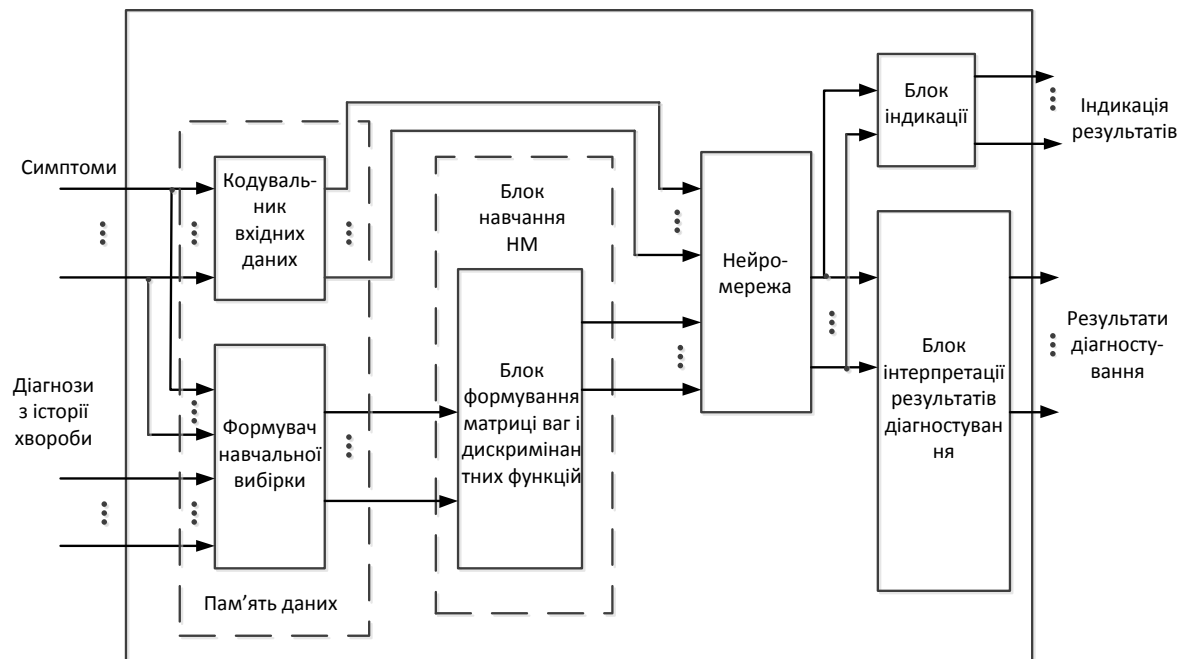 Симптоми
Діагнози
з історії
хвороби
Кодуваль-
ник
вхідних
даних
Формувач
навчальної
вибірки
Пам’ять даних
Блок
навчання
НМ
Блок
формування
матриці ваг і
дискримінан
тних функцій
Нейро-
мережа
Блок
індикації
Блок
інтерпретації
результатів
діагностуван
ня
Індикація
результатів
Результати
діагносту-
вання